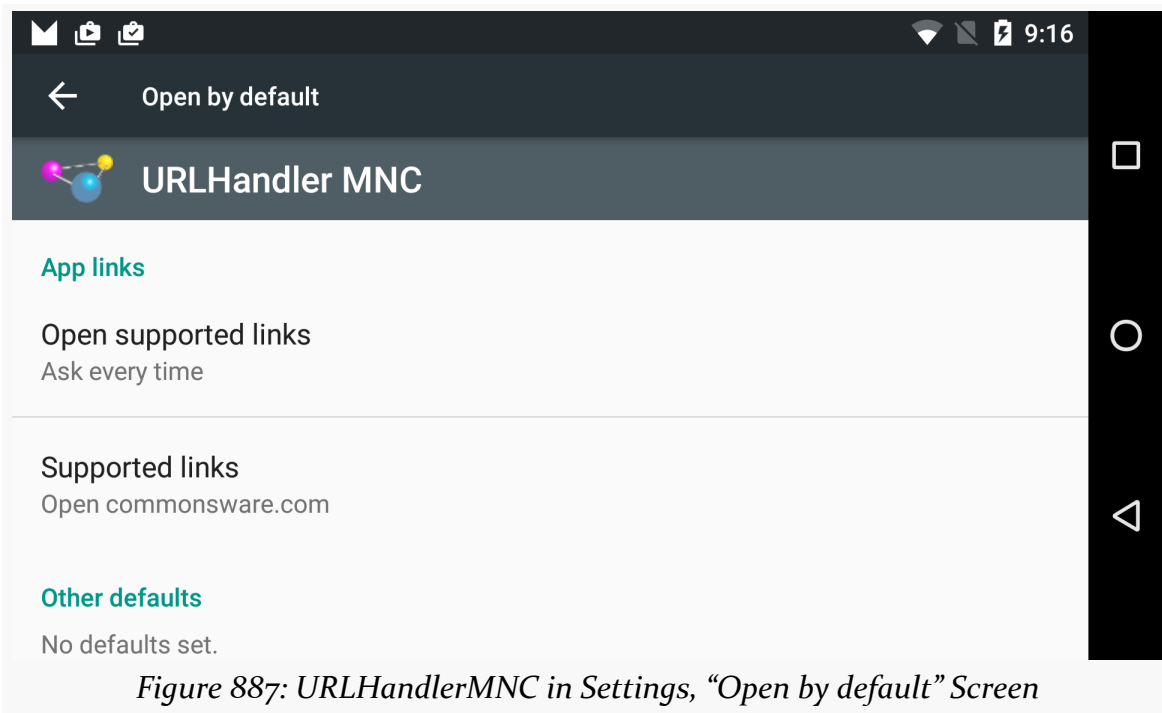 9:16
Open by default
URLHandler MNC
App links
Open supported links
Ask every time
Supported links
Open commonsware.com
Other defaults
No defaults set.
Figure 887: URLHandlerMNC in Settings, “Open by default” Screen